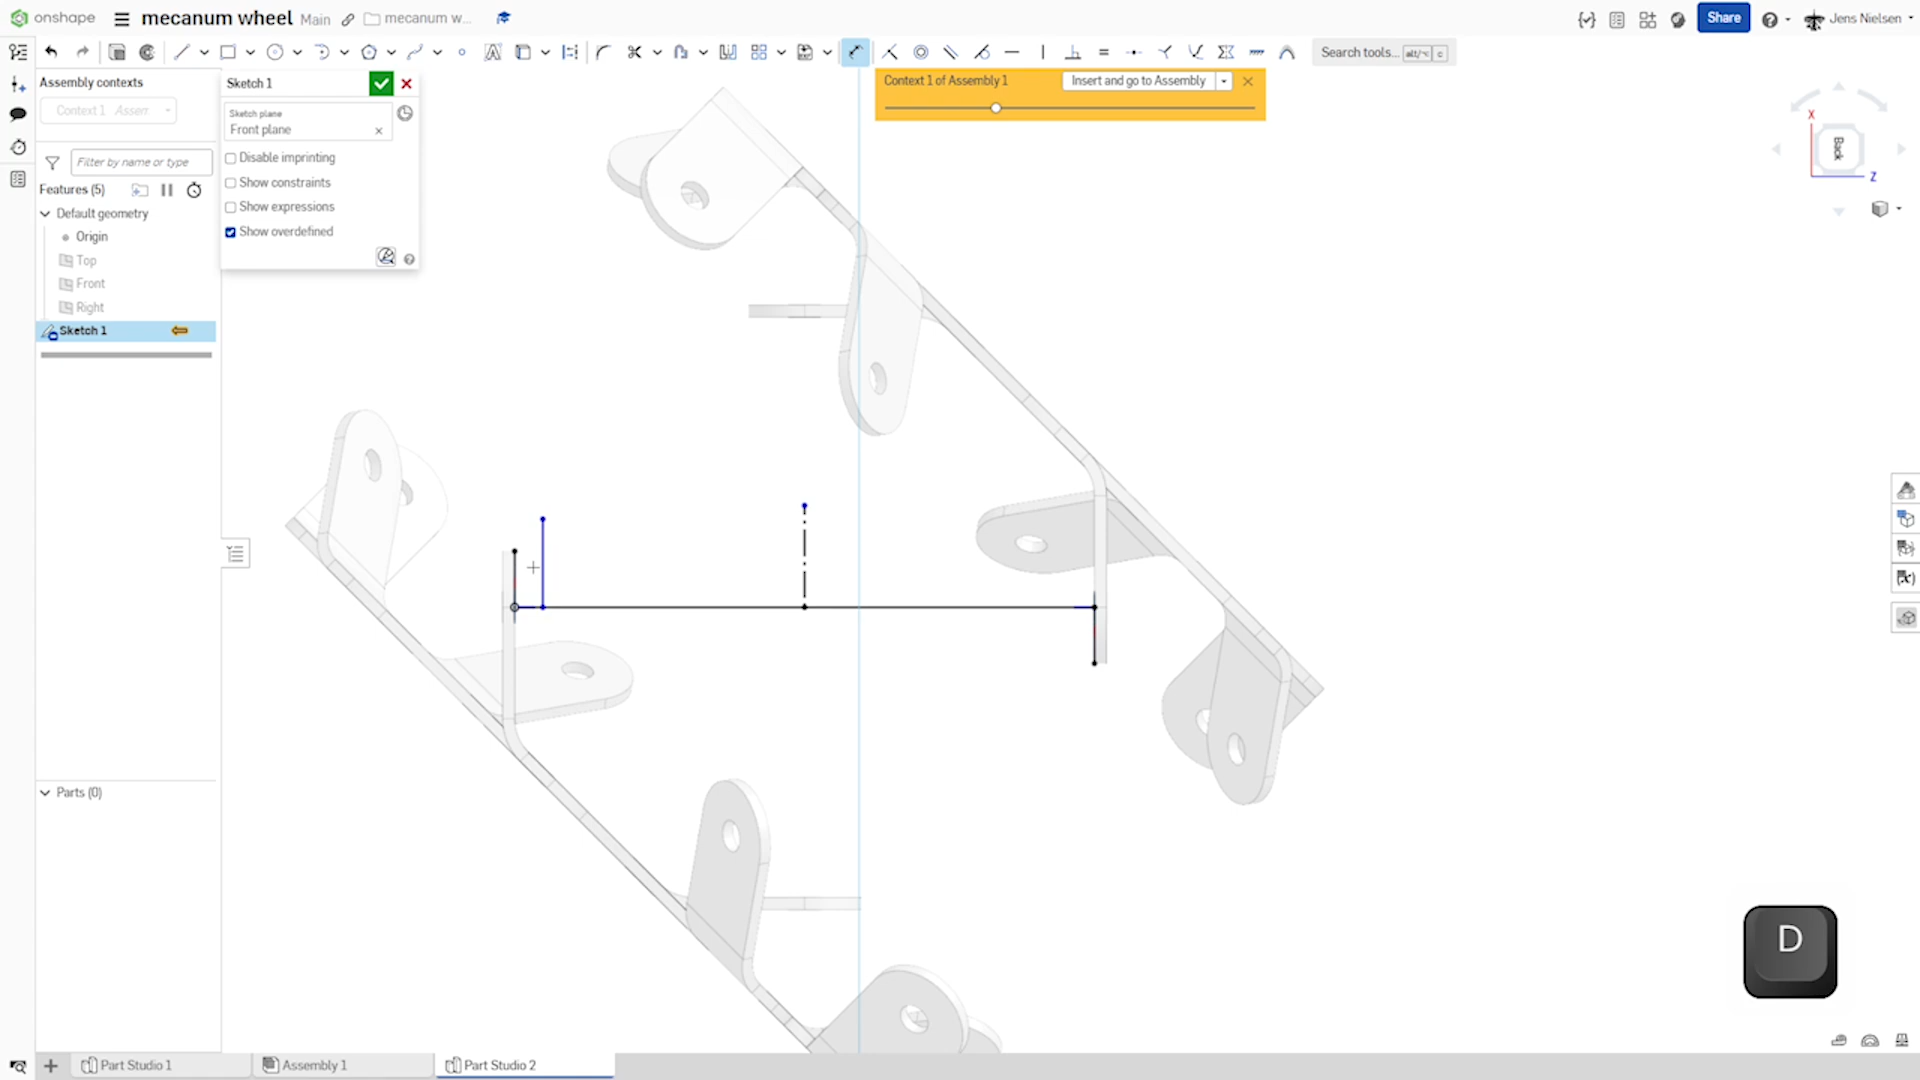 onshape
mecanum wheel Main mecanum w...
Share
Jens Nielsen
Search tools... alt/⌥ c
Assembly contexts
Context 1 Assem
Filter by name or type
Features (5)
Default geometry
Origin
Top
Front
Right
Sketch 1
Parts (0)
Sketch 1
Sketch plane
Front plane
Disable imprinting
Show constraints
Show expressions
Show overdefined
Context 1 of Assembly 1 Insert and go to Assembly
X
Back
Z
D
Part Studio 1
Assembly 1
Part Studio 2